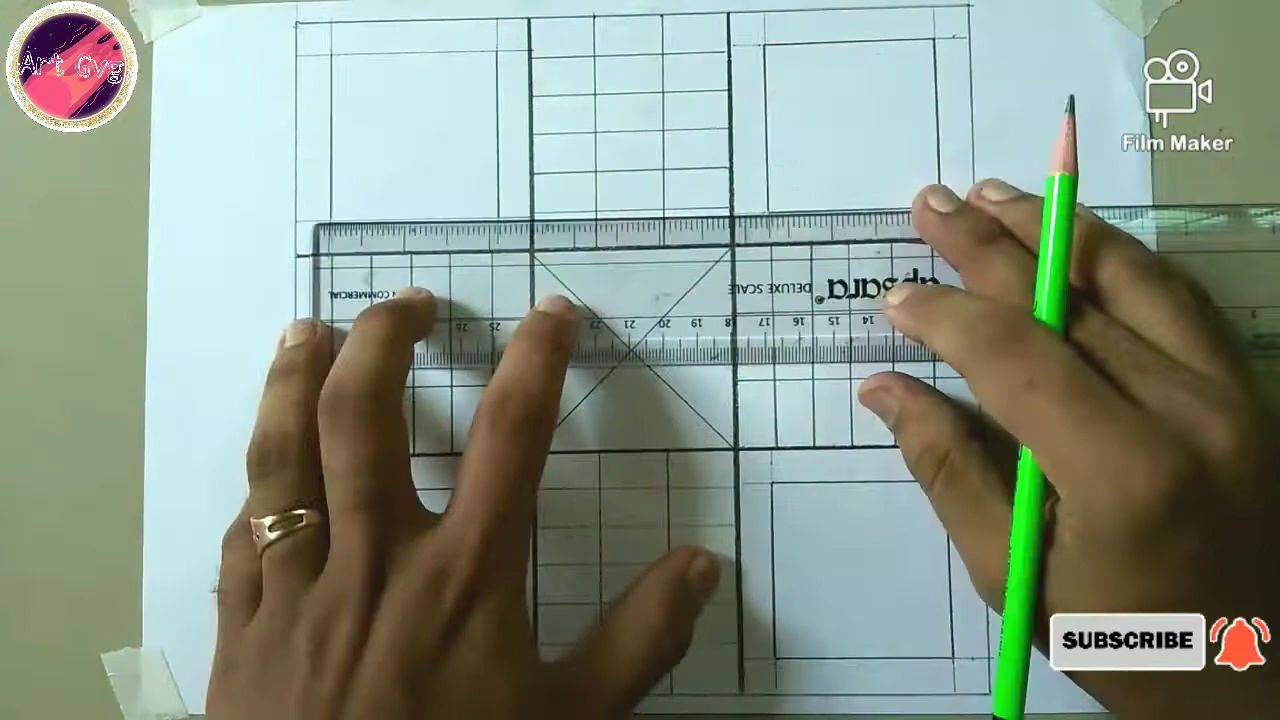 Art Gvg
Film Maker
apsara
DELUXE SCALE
COMMERCIAL
26 25 22 21 20 19 18 17 16 15 14
SUBSCRIBE